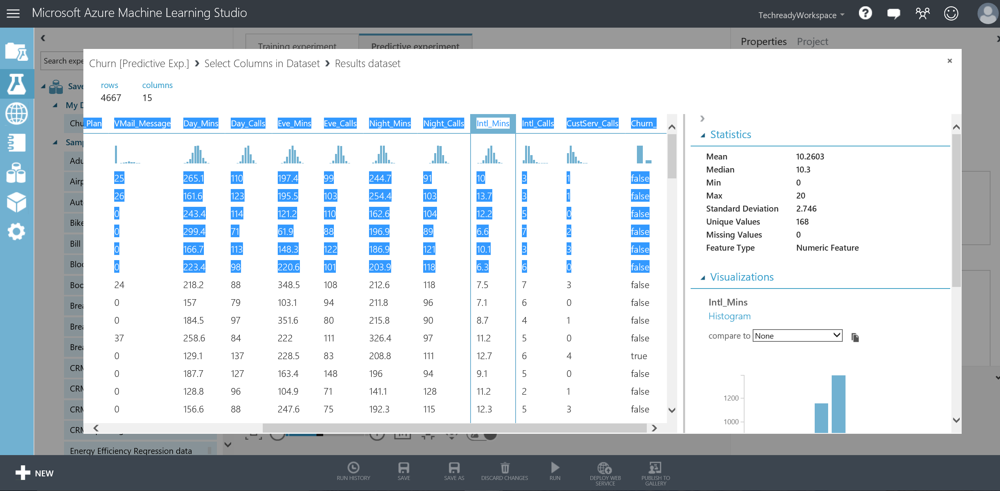 Microsoft Azure Machine Learning Studio
TechreadyWorkspace
Training experiment
Predictive experiment
Properties Project
Search expe
Save
My D
Chu
Samp
Adu
Airp
Aut
Bike
Bill
Bloo
Boo
Brea
Brea
Brea
CRM
CRM
CRM
CRM
Energy Efficiency Regression data
Churn [Predictive Exp.] > Select Columns in Dataset > Results dataset
rows columns
4667 15
_Plan VMail_Message Day_Mins Day_Calls Eve_Mins Eve_Calls Night_Mins Night_Calls Intl_Mins Intl_Calls CustServ_Calls Churn_
25 265.1 110 197.4 99 244.7 91 10 3 1 false
26 161.6 123 195.5 103 254.4 103 13.7 3 1 false
0 243.4 114 121.2 110 162.6 104 12.2 5 0 false
0 299.4 71 61.9 88 196.9 89 6.6 7 2 false
0 166.7 113 148.3 122 186.9 121 10.1 3 3 false
0 223.4 98 220.6 101 203.9 118 6.3 6 0 false
24 218.2 88 348.5 108 212.6 118 7.5 7 3 false
0 157 79 103.1 94 211.8 96 7.1 6 0 false
0 184.5 97 351.6 80 215.8 90 8.7 4 1 false
37 258.6 84 222 111 326.4 97 11.2 5 0 false
0 129.1 137 228.5 83 208.8 111 12.7 6 4 true
0 187.7 127 163.4 148 196 94 9.1 5 0 false
0 128.8 96 104.9 71 141.1 128 11.2 2 1 false
0 156.6 88 247.6 75 192.3 115 12.3 5 3 false
Statistics
Mean 10.2603
Median 10.3
Min 0
Max 20
Standard Deviation 2.746
Unique Values 168
Missing Values 0
Feature Type Numeric Feature
Visualizations
Intl_Mins
Histogram
compare to None
1200
1000
NEW
RUN HISTORY
SAVE
SAVE AS
DISCARD CHANGES
RUN
DEPLOY WEB
SERVICE
PUBLISH TO
GALLERY